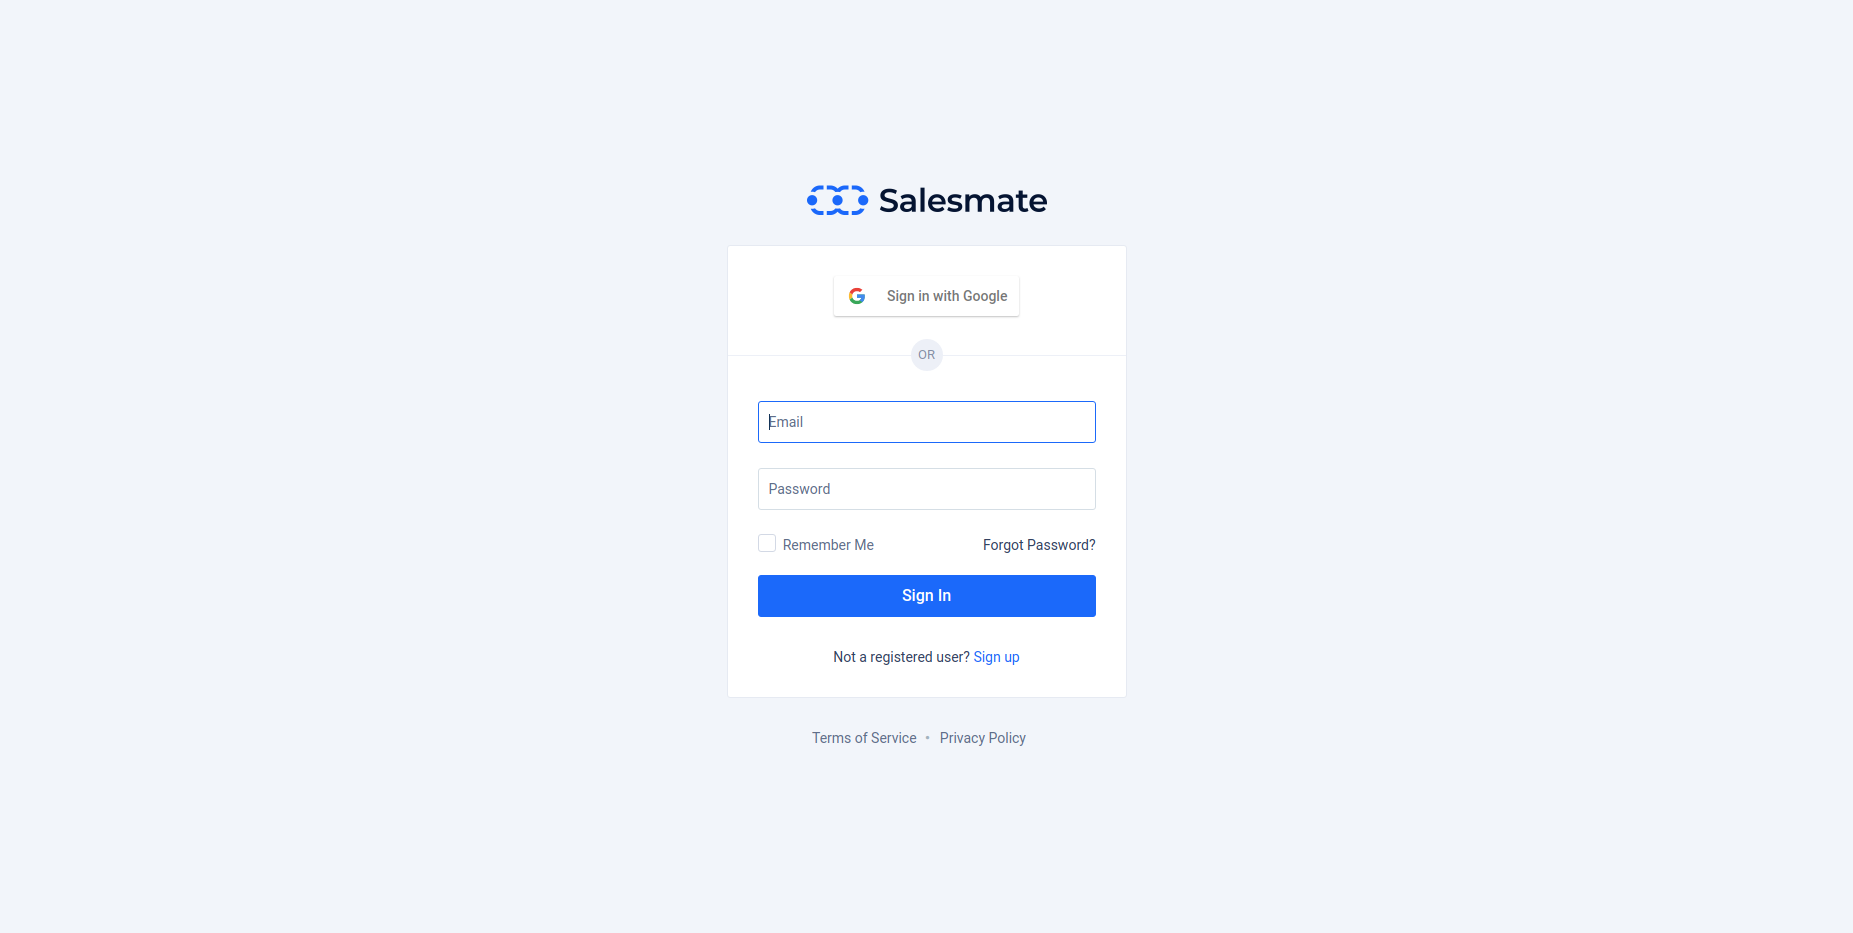 Salesmate
Sign in with Google
OR
Email
Password
Remember Me Forgot Password?
Sign In
Not a registered user? Sign up
Terms of Service • Privacy Policy